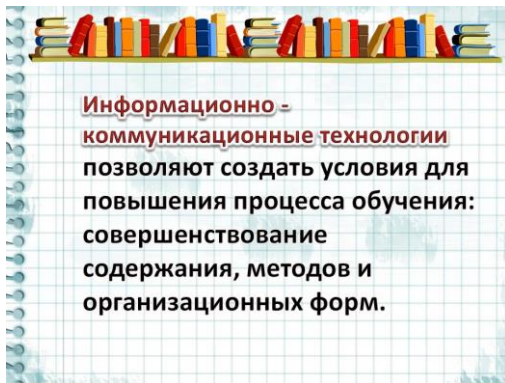 Информационно -
коммуникационные технологии
позволяют создать условия для
повышения процесса обучения:
совершенствование
содержания, методов и
организационных форм.